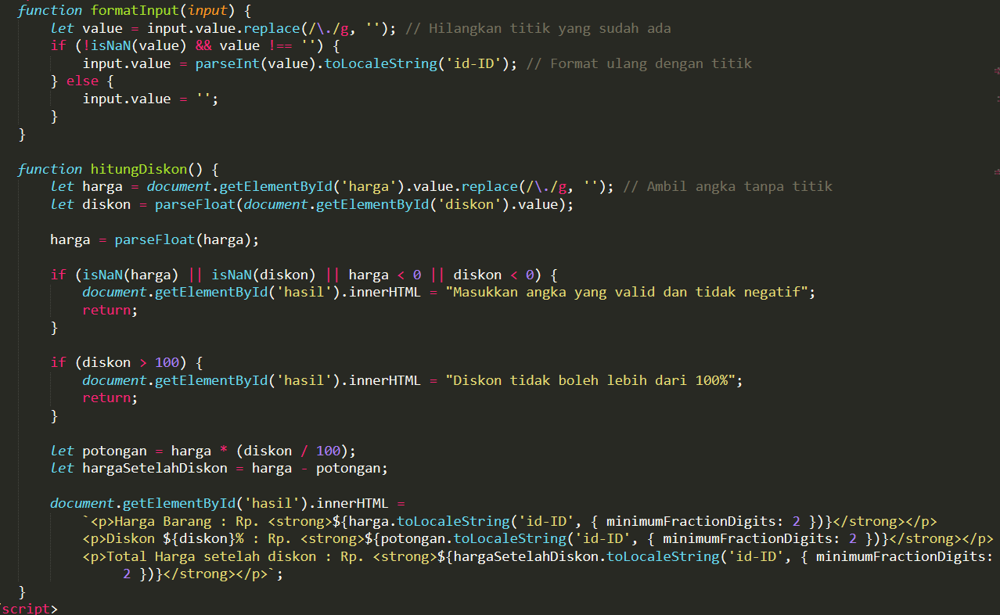 function formatInput(input) {
    let value = input.value.replace(/\./g, ''); // Hilangkan titik yang sudah ada
    if (!isNaN(value) && value !== '') {
        input.value = parseInt(value).toLocaleString('id-ID'); // Format ulang dengan titik
    } else {
        input.value = '';
    }
}
function hitungDiskon() {
    let harga = document.getElementById('harga').value.replace(/\./g, ''); // Ambil angka tanpa titik
    let diskon = parseFloat(document.getElementById('diskon').value);
    harga = parseFloat(harga);
    if (isNaN(harga) || isNaN(diskon) || harga < 0 || diskon < 0) {
        document.getElementById('hasil').innerHTML = "Masukkan angka yang valid dan tidak negatif";
        return;
    }
    if (diskon > 100) {
        document.getElementById('hasil').innerHTML = "Diskon tidak boleh lebih dari 100%";
        return;
    }
    let potongan = harga * (diskon / 100);
    let hargaSetelahDiskon = harga - potongan;
    document.getElementById('hasil').innerHTML =
        `<p>Harga Barang : Rp. <strong>${harga.toLocaleString('id-ID', { minimumFractionDigits: 2 })}</strong></p>
        <p>Diskon ${diskon}% : Rp. <strong>${potongan.toLocaleString('id-ID', { minimumFractionDigits: 2 })}</strong></p>
        <p>Total Harga setelah diskon : Rp. <strong>${hargaSetelahDiskon.toLocaleString('id-ID', { minimumFractionDigits:
            2 })}</strong></p>`;
}
/script>